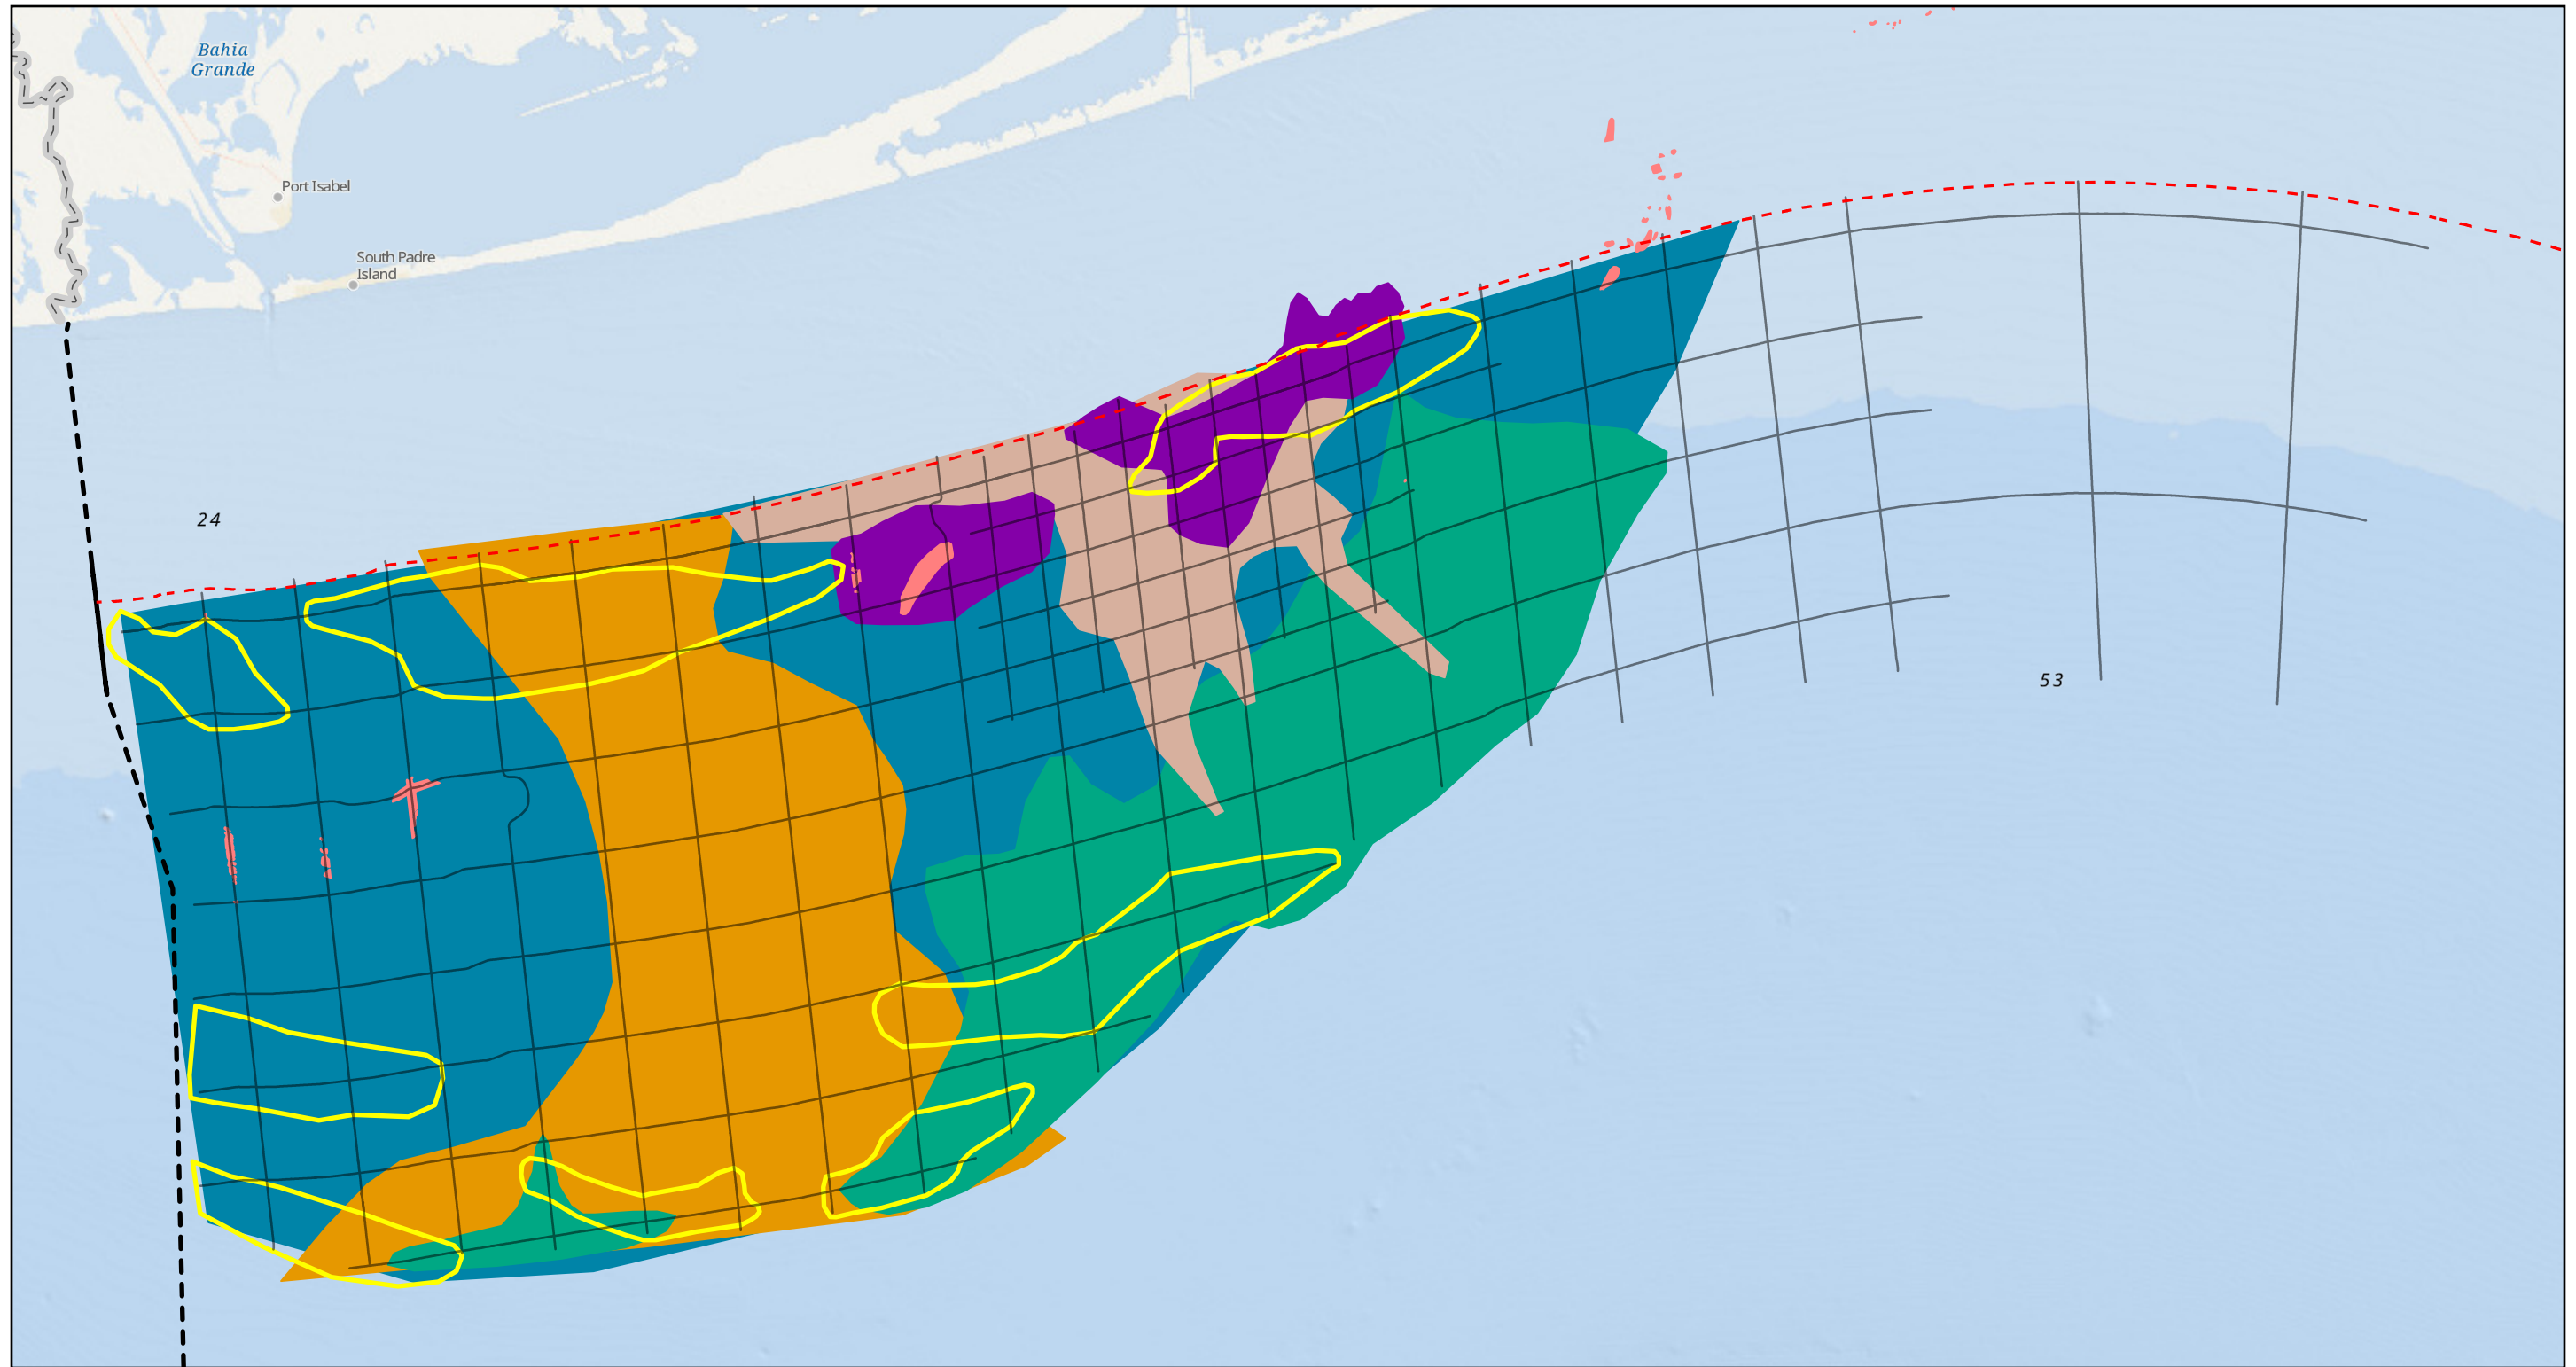 Bahia
Grande
Port Isabel
South Padre
Island
24
53